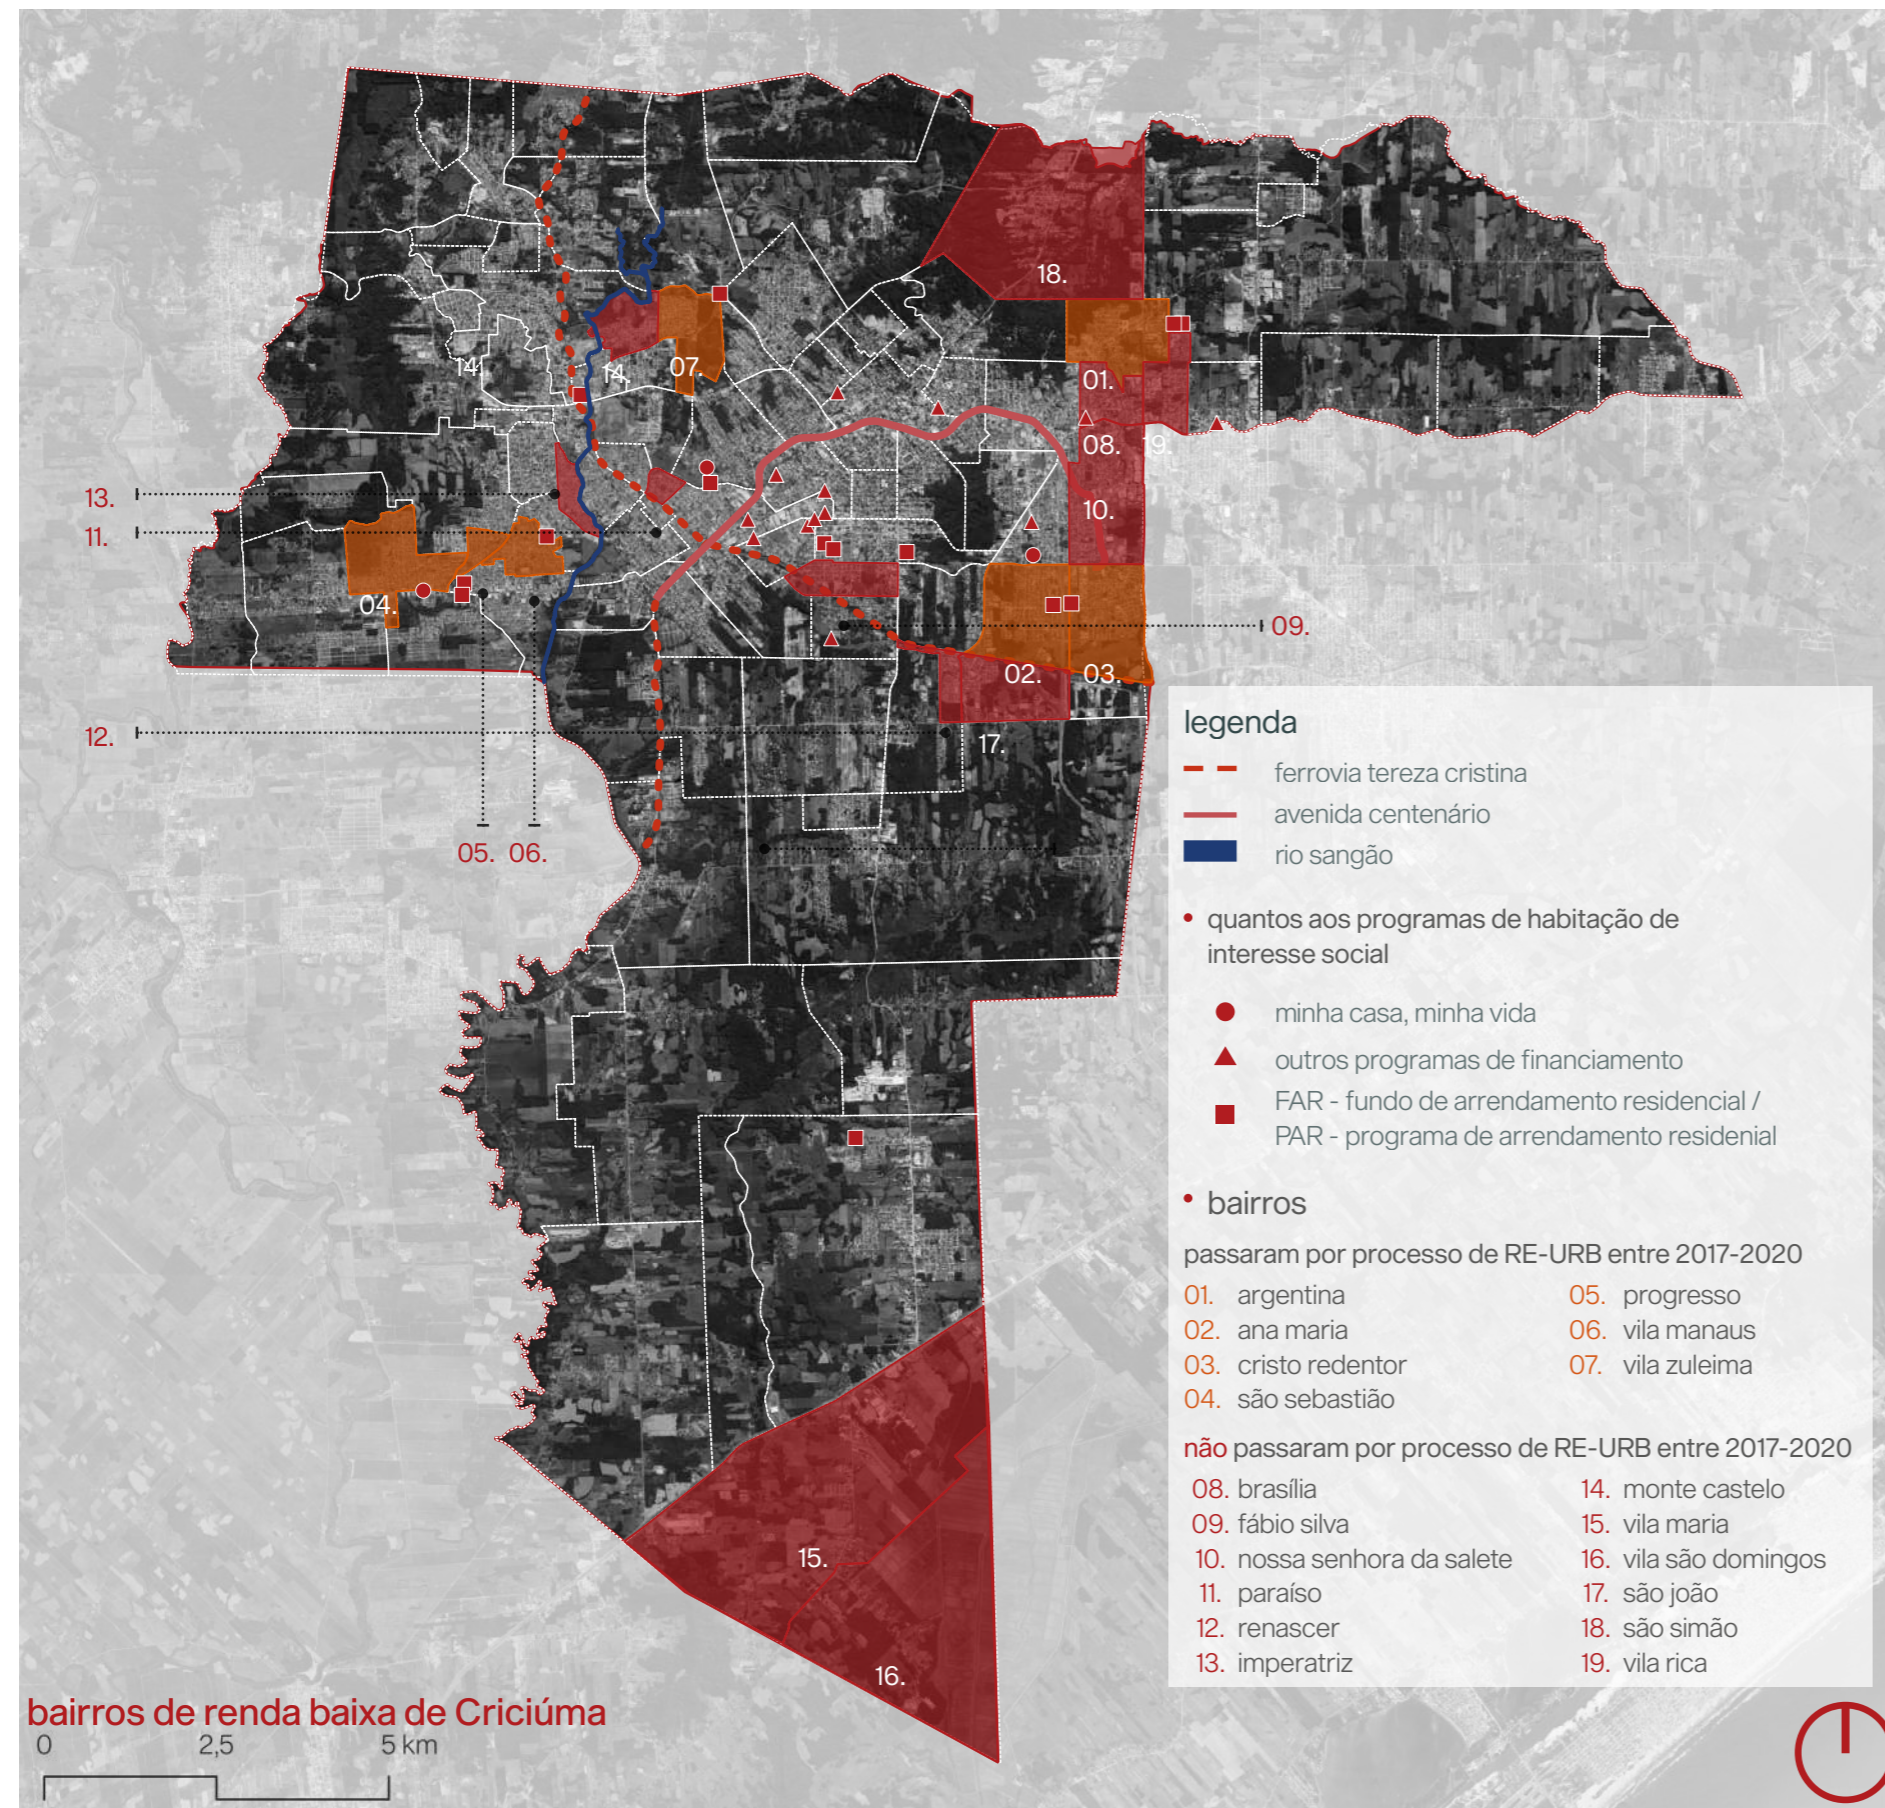 18.
14.
14.
07.
01.
08.
19.
13.
10.
11.
04.
09.
02.
03.
12.
17.
05.
06.
15.
16.
legenda
ferrovia tereza cristina
avenida centenário
rio sangão
• quantos aos programas de habitação de
interesse social
minha casa, minha vida
outros programas de financiamento
FAR - fundo de arrendamento residencial /
PAR - programa de arrendamento residenial
• bairros
passaram por processo de RE-URB entre 2017-2020
01. argentina
02. ana maria
03. cristo redentor
04. são sebastião
05. progresso
06. vila manaus
07. vila zuleima
não passaram por processo de RE-URB entre 2017-2020
08. brasília
09. fábio silva
10. nossa senhora da salete
11. paraíso
12. renascer
13. imperatriz
14. monte castelo
15. vila maria
16. vila são domingos
17. são joão
18. são simão
19. vila rica
bairros de renda baixa de Criciúma
0 2,5 5 km